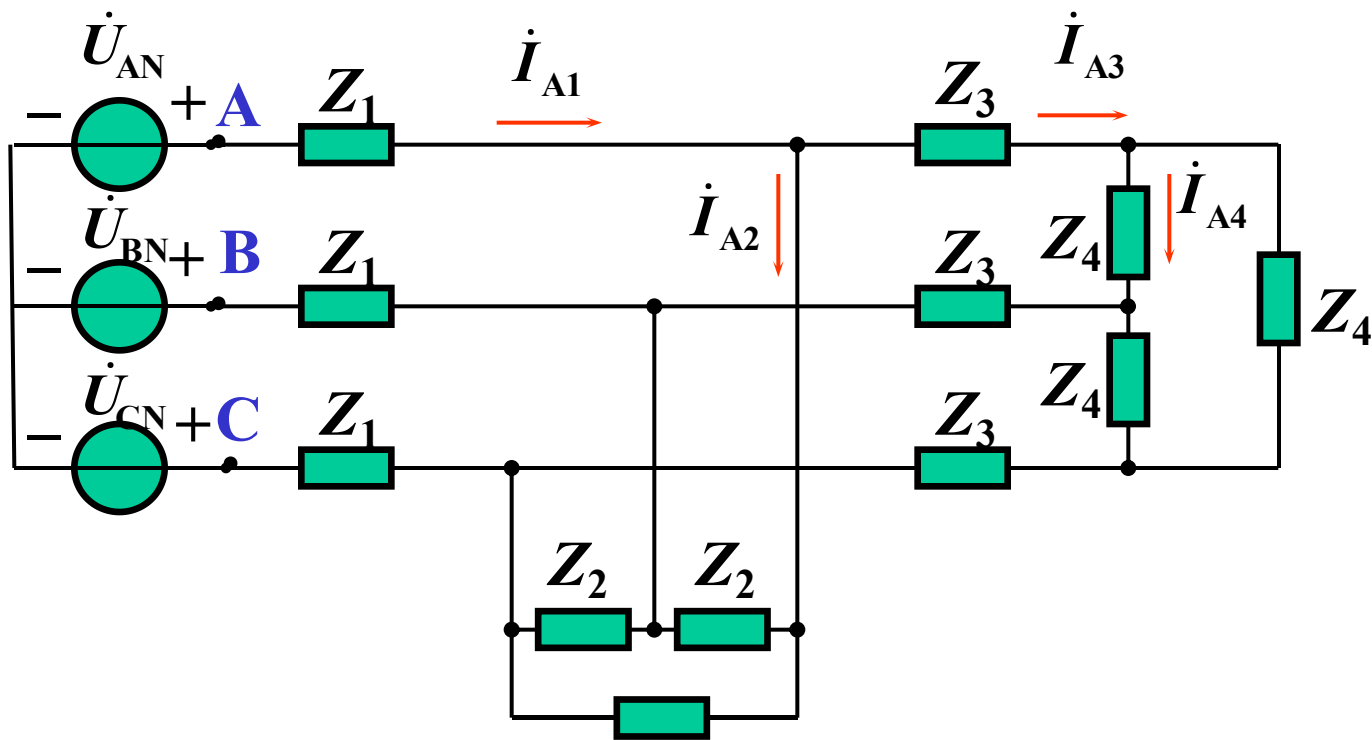 U̇AN İA1 İA3
− + A Z1 Z3
U̇BN İA2 Z4 İA4
− + B Z1 Z3 Z4
U̇CN Z4
− + C Z1 Z3
Z2 Z2